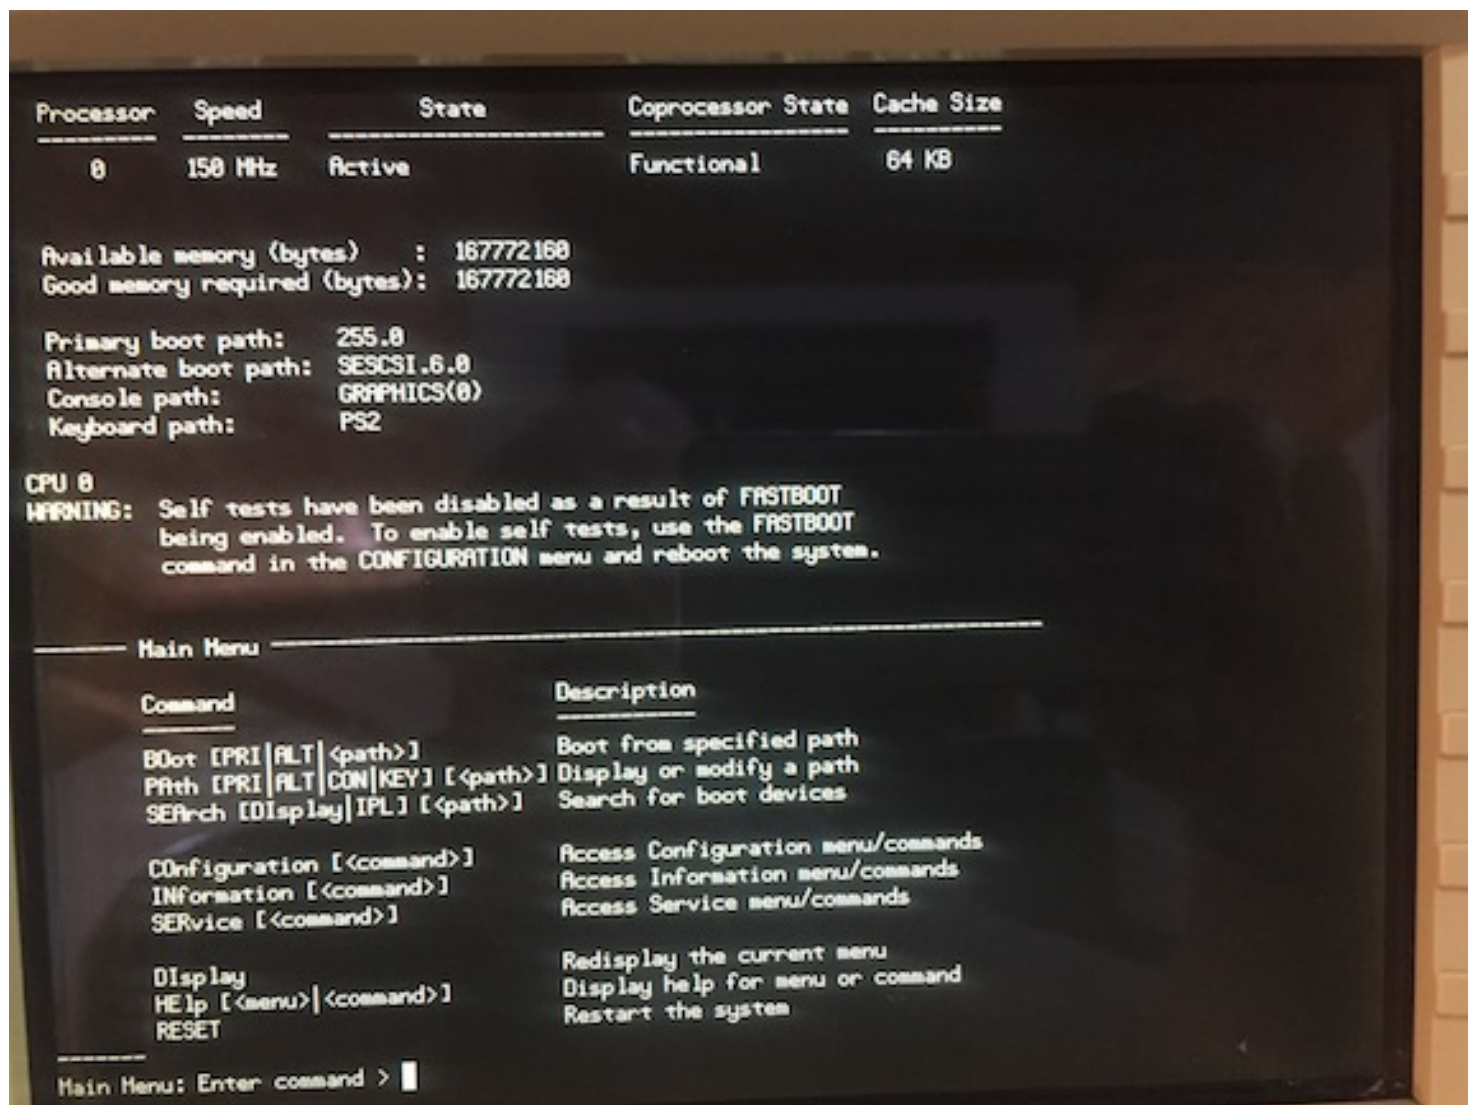 Processor Speed State Coprocessor State Cache Size
0 150 MHz Active Functional 64 KB
Available memory (bytes) : 167772160
Good memory required (bytes): 167772160
Primary boot path: 255.0
Alternate boot path: SESCSI.6.0
Console path: GRAPHICS(0)
Keyboard path: PS2
CPU 0
WARNING: Self tests have been disabled as a result of FASTBOOT
being enabled. To enable self tests, use the FASTBOOT
command in the CONFIGURATION menu and reboot the system.
Main Menu
Command Description
BOot [PRI|ALT|<path>] Boot from specified path
PAth [PRI|ALT|CON|KEY] [<path>] Display or modify a path
SEArch [DIsplay|IPL] [<path>] Search for boot devices
COnfiguration [<command>] Access Configuration menu/commands
INformation [<command>] Access Information menu/commands
SERvice [<command>] Access Service menu/commands
DIsplay Redisplay the current menu
HElp [<menu>|<command>] Display help for menu or command
RESET Restart the system
Main Menu: Enter command >